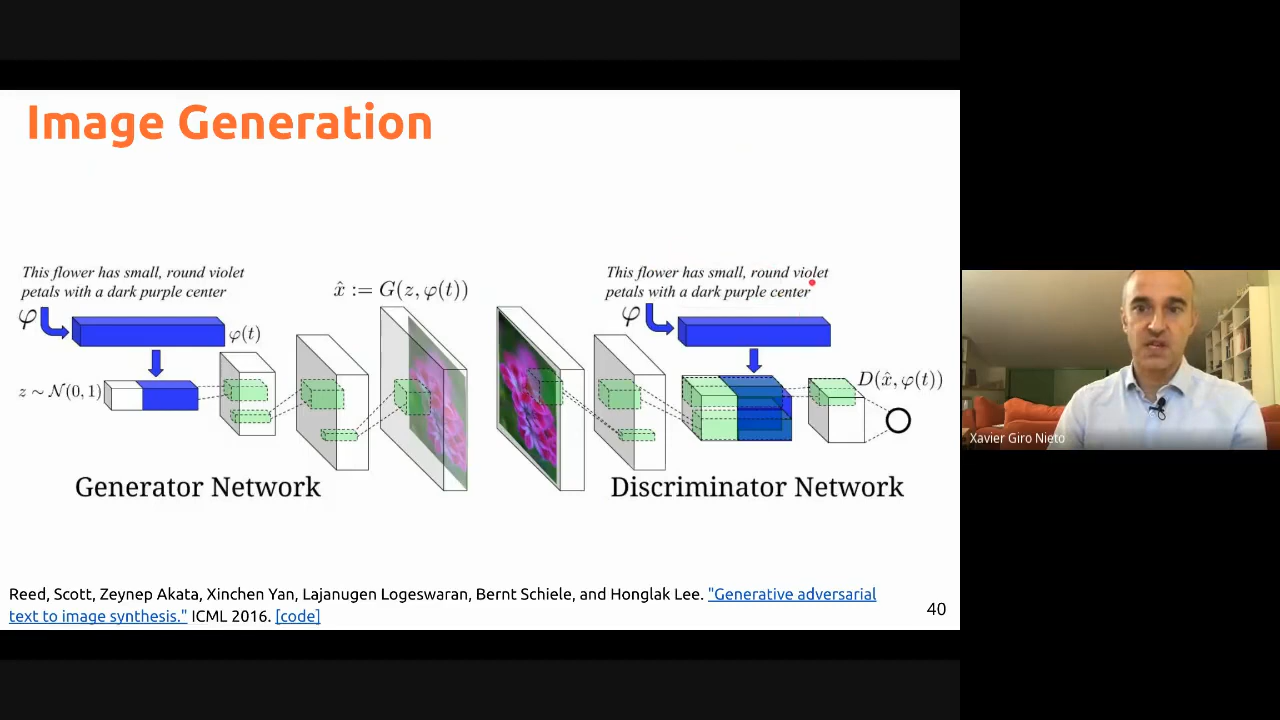 Image Generation
This flower has small, round violet
petals with a dark purple center
φ
φ(t)
z ~ N(0,1)
x̂ := G(z, φ(t))
Generator Network
This flower has small, round violet
petals with a dark purple center
φ
D(x̂, φ(t))
Discriminator Network
Reed, Scott, Zeynep Akata, Xinchen Yan, Lajanugen Logeswaran, Bernt Schiele, and Honglak Lee. "Generative adversarial
text to image synthesis." ICML 2016. [code]
40
Xavier Giro Nieto